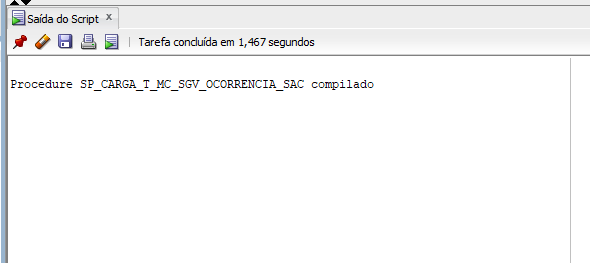 Saída do Script x
Tarefa concluída em 1,467 segundos
Procedure SP_CARGA_T_MC_SGV_OCORRENCIA_SAC compilado